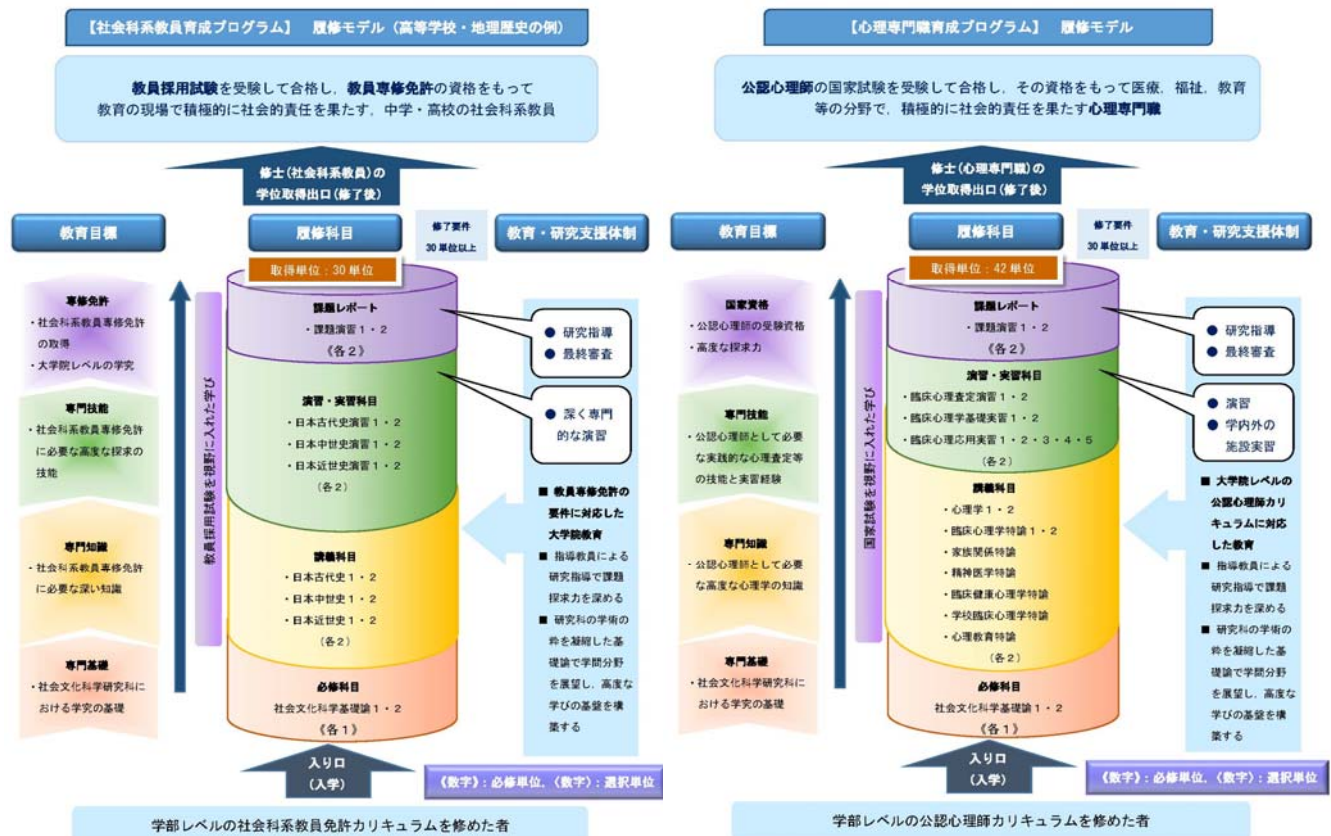 【社会科系教員育成プログラム】 履修モデル(高等学校・地理歴史の例)
教員採用試験を受験して合格し,教員専修免許の資格をもって
教育の現場で積極的に社会的責任を果たす,中学・高校の社会科系教員
修士(社会科系教員)の
学位取得出口(修了後)
教育目標
履修科目
修了要件
30単位以上
教育・研究支援体制
取得単位:30単位
専修免許
・社会科系教員専修免許
の取得
・大学院レベルの学究
専門技能
・社会科系教員専修免許
に必要な高度な探求の
技能
専門知識
・社会科系教員専修免許
に必要な深い知識
専門基礎
・社会文化科学研究科に
おける学究の基礎
教員採用試験を視野に入れた学び
課題レポート
・課題演習1・2
《各2》
演習・実習科目
・日本古代史演習1・2
・日本中世史演習1・2
・日本近世史演習1・2
〈各2〉
講義科目
・日本古代史1・2
・日本中世史1・2
・日本近世史1・2
〈各2〉
必修科目
社会文化科学基礎論1・2
《各1》
● 研究指導
● 最終審査
● 深く専門
的な演習
■ 教員専修免許の
要件に対応した
大学院教育
■ 指導教員による
研究指導で課題
探求力を深める
■ 研究科の学術の
粋を凝縮した基
礎論で学問分野
を展望し,高度な
学びの基盤を構
築する
入り口
(入学)
《数字》:必修単位,〈数字〉:選択単位
学部レベルの社会科系教員免許カリキュラムを修めた者
【心理専門職育成プログラム】 履修モデル
公認心理師の国家試験を受験して合格し,その資格をもって医療,福祉,教育
等の分野で,積極的に社会的責任を果たす心理専門職
修士(心理専門職)の
学位取得出口(修了後)
教育目標
履修科目
修了要件
30単位以上
教育・研究支援体制
取得単位:42単位
国家資格
・公認心理師の受験資格
・高度な探求力
専門技能
・公認心理師として必要
な実践的な心理査定等
の技能と実習経験
専門知識
・公認心理師として必要
な高度な心理学の知識
専門基礎
・社会文化科学研究科に
おける学究の基礎
国家試験を視野に入れた学び
課題レポート
・課題演習1・2
《各2》
演習・実習科目
・臨床心理査定演習1・2
・臨床心理学基礎実習1・2
・臨床心理応用実習1・2・3・4・5
〈各2〉
講義科目
・心理学1・2
・臨床心理学特論1・2
・家族関係特論
・精神医学特論
・臨床健康心理学特論
・学校臨床心理学特論
・心理教育特論
〈各2〉
必修科目
社会文化科学基礎論1・2
《各1》
● 研究指導
● 最終審査
● 演習
● 学内外の
施設実習
■ 大学院レベルの
公認心理師カリ
キュラムに対応
した教育
■ 指導教員による
研究指導で課題
探求力を深める
■ 研究科の学術の
粋を凝縮した基
礎論で学問分野
を展望し,高度な
学びの基盤を構
築する
入り口
(入学)
《数字》:必修単位,〈数字〉:選択単位
学部レベルの公認心理師カリキュラムを修めた者